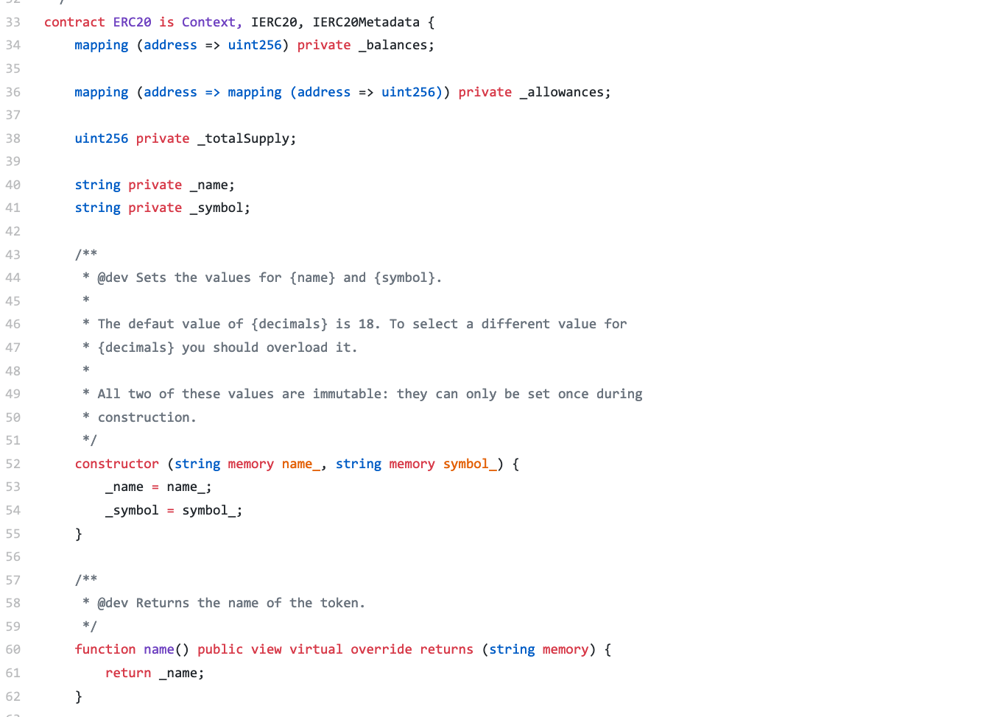 33 contract ERC20 is Context, IERC20, IERC20Metadata {
34     mapping (address => uint256) private _balances;
35
36     mapping (address => mapping (address => uint256)) private _allowances;
37
38     uint256 private _totalSupply;
39
40     string private _name;
41     string private _symbol;
42
43     /**
44      * @dev Sets the values for {name} and {symbol}.
45      *
46      * The defaut value of {decimals} is 18. To select a different value for
47      * {decimals} you should overload it.
48      *
49      * All two of these values are immutable: they can only be set once during
50      * construction.
51      */
52     constructor (string memory name_, string memory symbol_) {
53         _name = name_;
54         _symbol = symbol_;
55     }
56
57     /**
58      * @dev Returns the name of the token.
59      */
60     function name() public view virtual override returns (string memory) {
61         return _name;
62     }